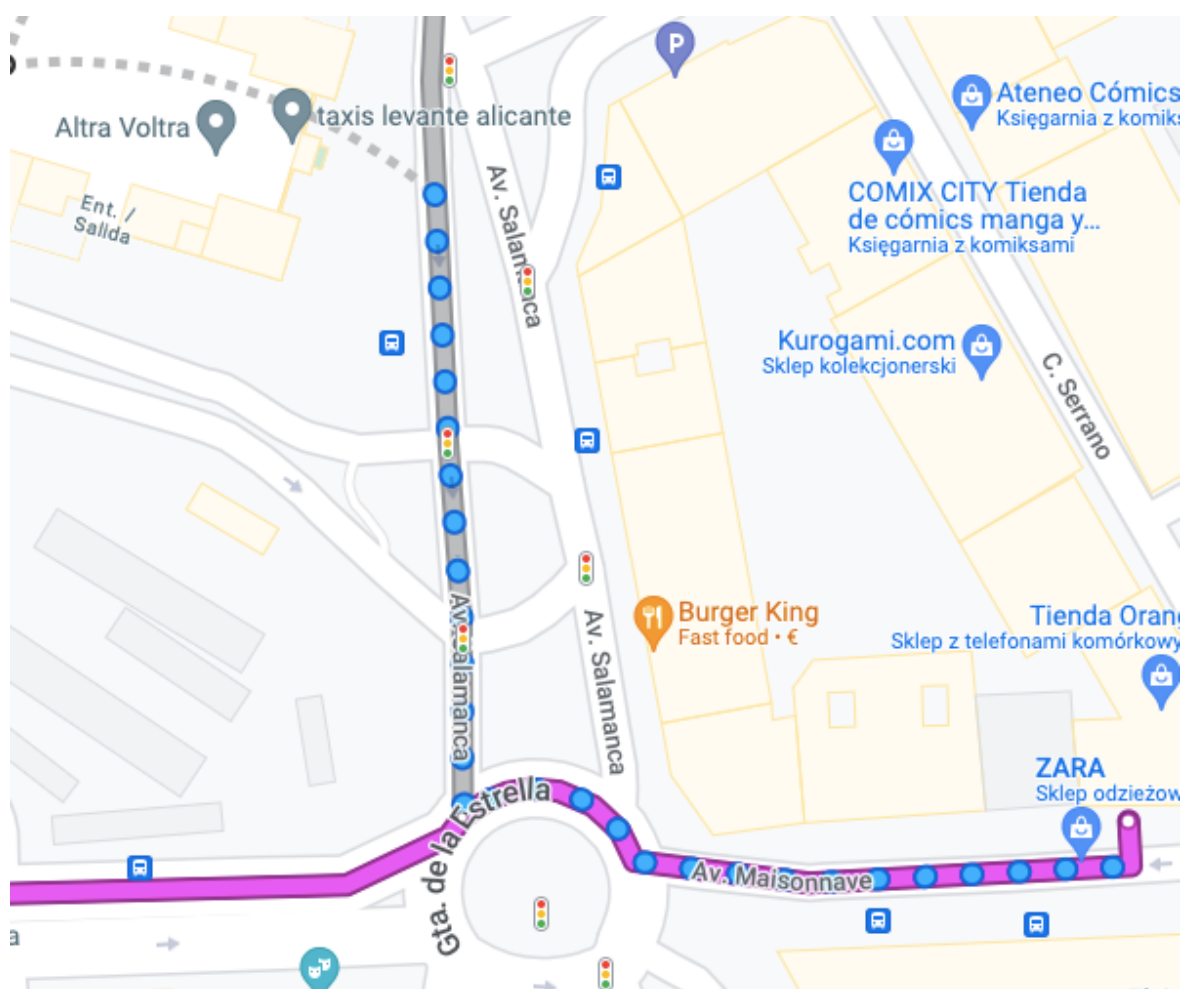 P
Ateneo Cómics
Księgarnia z komiks
taxis levante alicante
Altra Voltra
COMIX CITY Tienda
de cómics manga y...
Księgarnia z komiksami
Av. Salamanca
Ent. /
Salida
Kurogami.com
Sklep kolekcjonerski
C. Serrano
Burger King
Fast food • €
Tienda Orang
Sklep z telefonami komórkowy
Av. Salamanca
Av. Salamanca
ZARA
Sklep odzieżow
Gta. de la Estrella
Av. Maisonnave
a